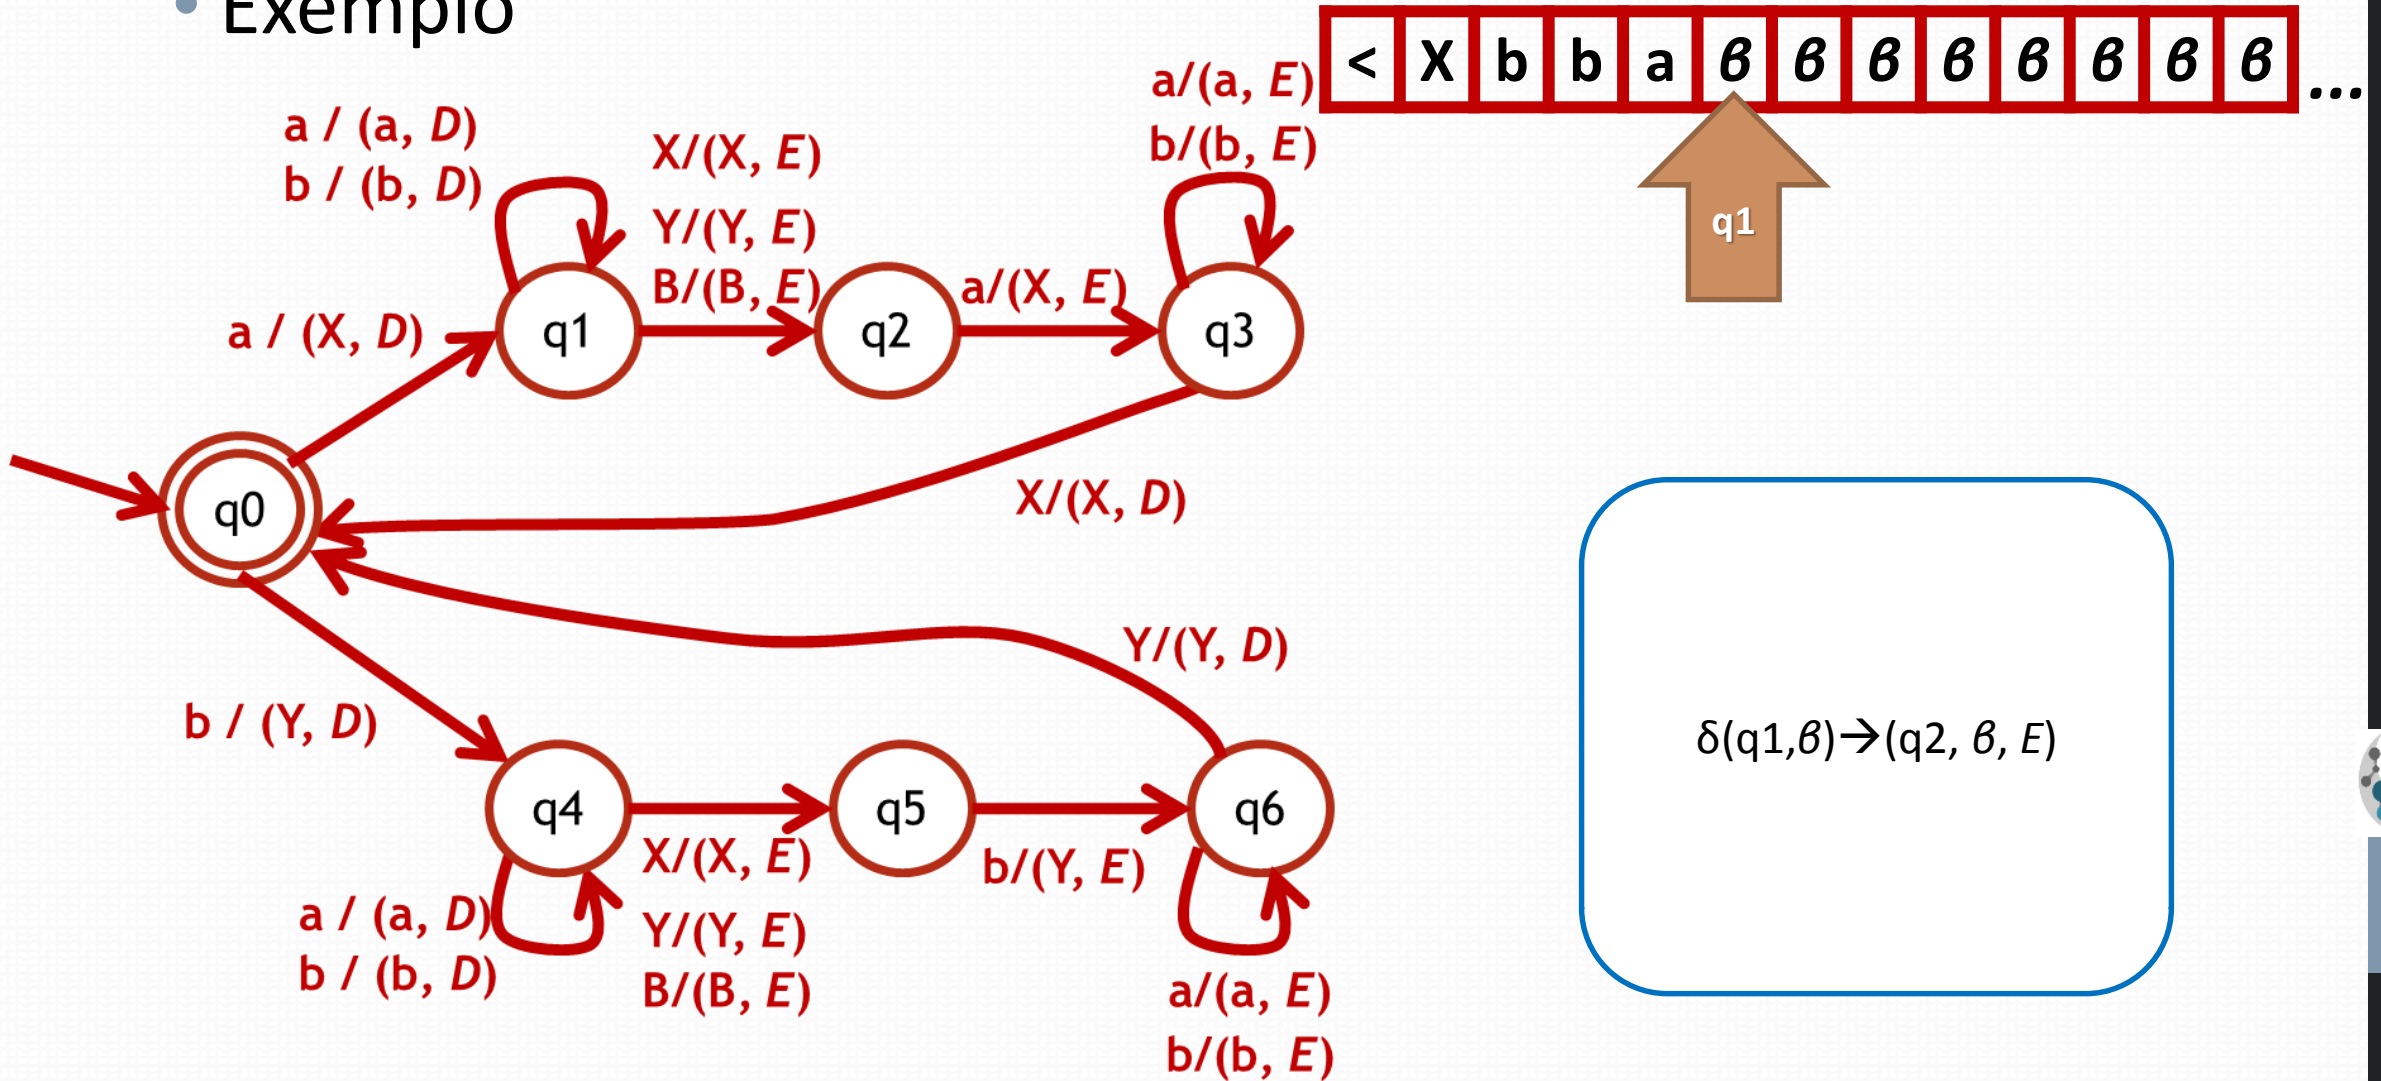 Exemplo
< X b b a β β β β β β β β ...
q1
a / (a, D)
b / (b, D)
X/(X, E)
Y/(Y, E)
B/(B, E)
a/(a, E)
b/(b, E)
a / (X, D)
q1
q2
a/(X, E)
q3
q0
X/(X, D)
Y/(Y, D)
b / (Y, D)
δ(q1,β)→(q2, β, E)
q4
q5
q6
X/(X, E)
Y/(Y, E)
B/(B, E)
b/(Y, E)
a / (a, D)
b / (b, D)
a/(a, E)
b/(b, E)